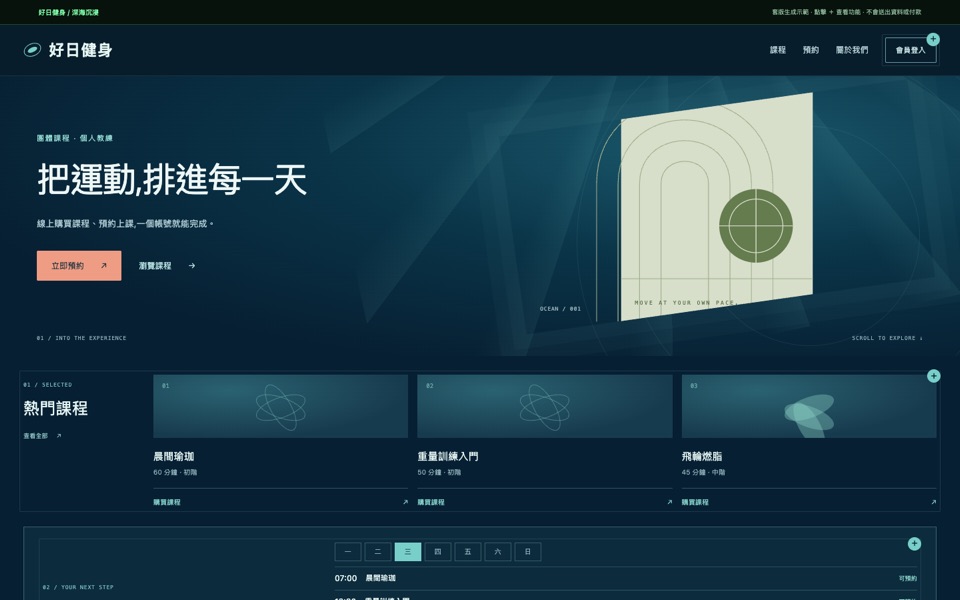 好日健身 / 深海沉浸
套版生成示範・點擊 + 查看功能・不會送出資料或付款
好日健身
課程
預約
關於我們
會員登入
+
團體課程・個人教練
把運動,排進每一天
線上購買課程、預約上課,一個帳號就能完成。
立即預約 ↗
瀏覽課程 →
MOVE AT YOUR OWN PACE.
OCEAN / 001
01 / INTO THE EXPERIENCE
SCROLL TO EXPLORE ↓
01 / SELECTED
熱門課程
查看全部 ↗
+
01
晨間瑜珈
60 分鐘・初階
購買課程 ↗
02
重量訓練入門
50 分鐘・初階
購買課程 ↗
03
飛輪燃脂
45 分鐘・中階
購買課程 ↗
02 / YOUR NEXT STEP
一 二 三 四 五 六 日
+
07:00 晨間瑜珈 可預約